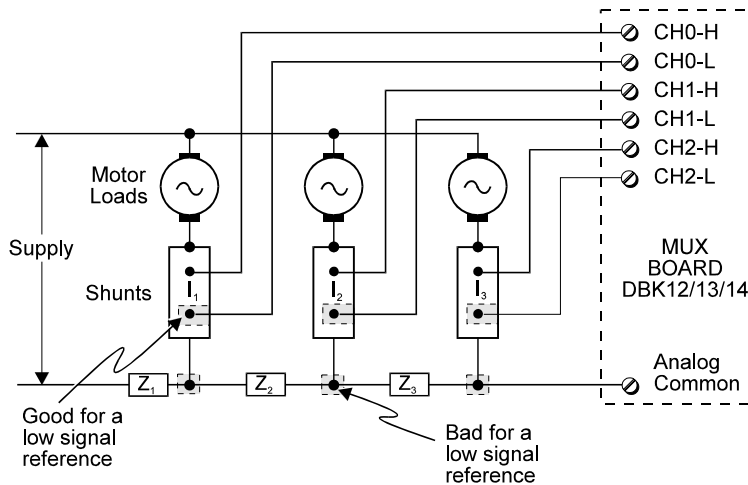 CH0-H
CH0-L
CH1-H
CH1-L
CH2-H
CH2-L
Motor
Loads
Supply
Shunts
I1
I2
I3
MUX
BOARD
DBK12/13/14
Z1
Z2
Z3
Analog
Common
Good for a
low signal
reference
Bad for a
low signal
reference